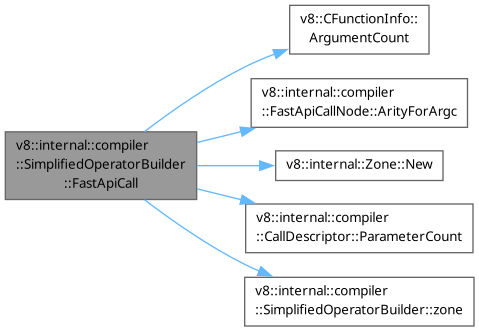 v8::internal::compiler
::SimplifiedOperatorBuilder
::FastApiCall
v8::CFunctionInfo::
ArgumentCount
v8::internal::compiler
::FastApiCallNode::ArityForArgc
v8::internal::Zone::New
v8::internal::compiler
::CallDescriptor::ParameterCount
v8::internal::compiler
::SimplifiedOperatorBuilder::zone